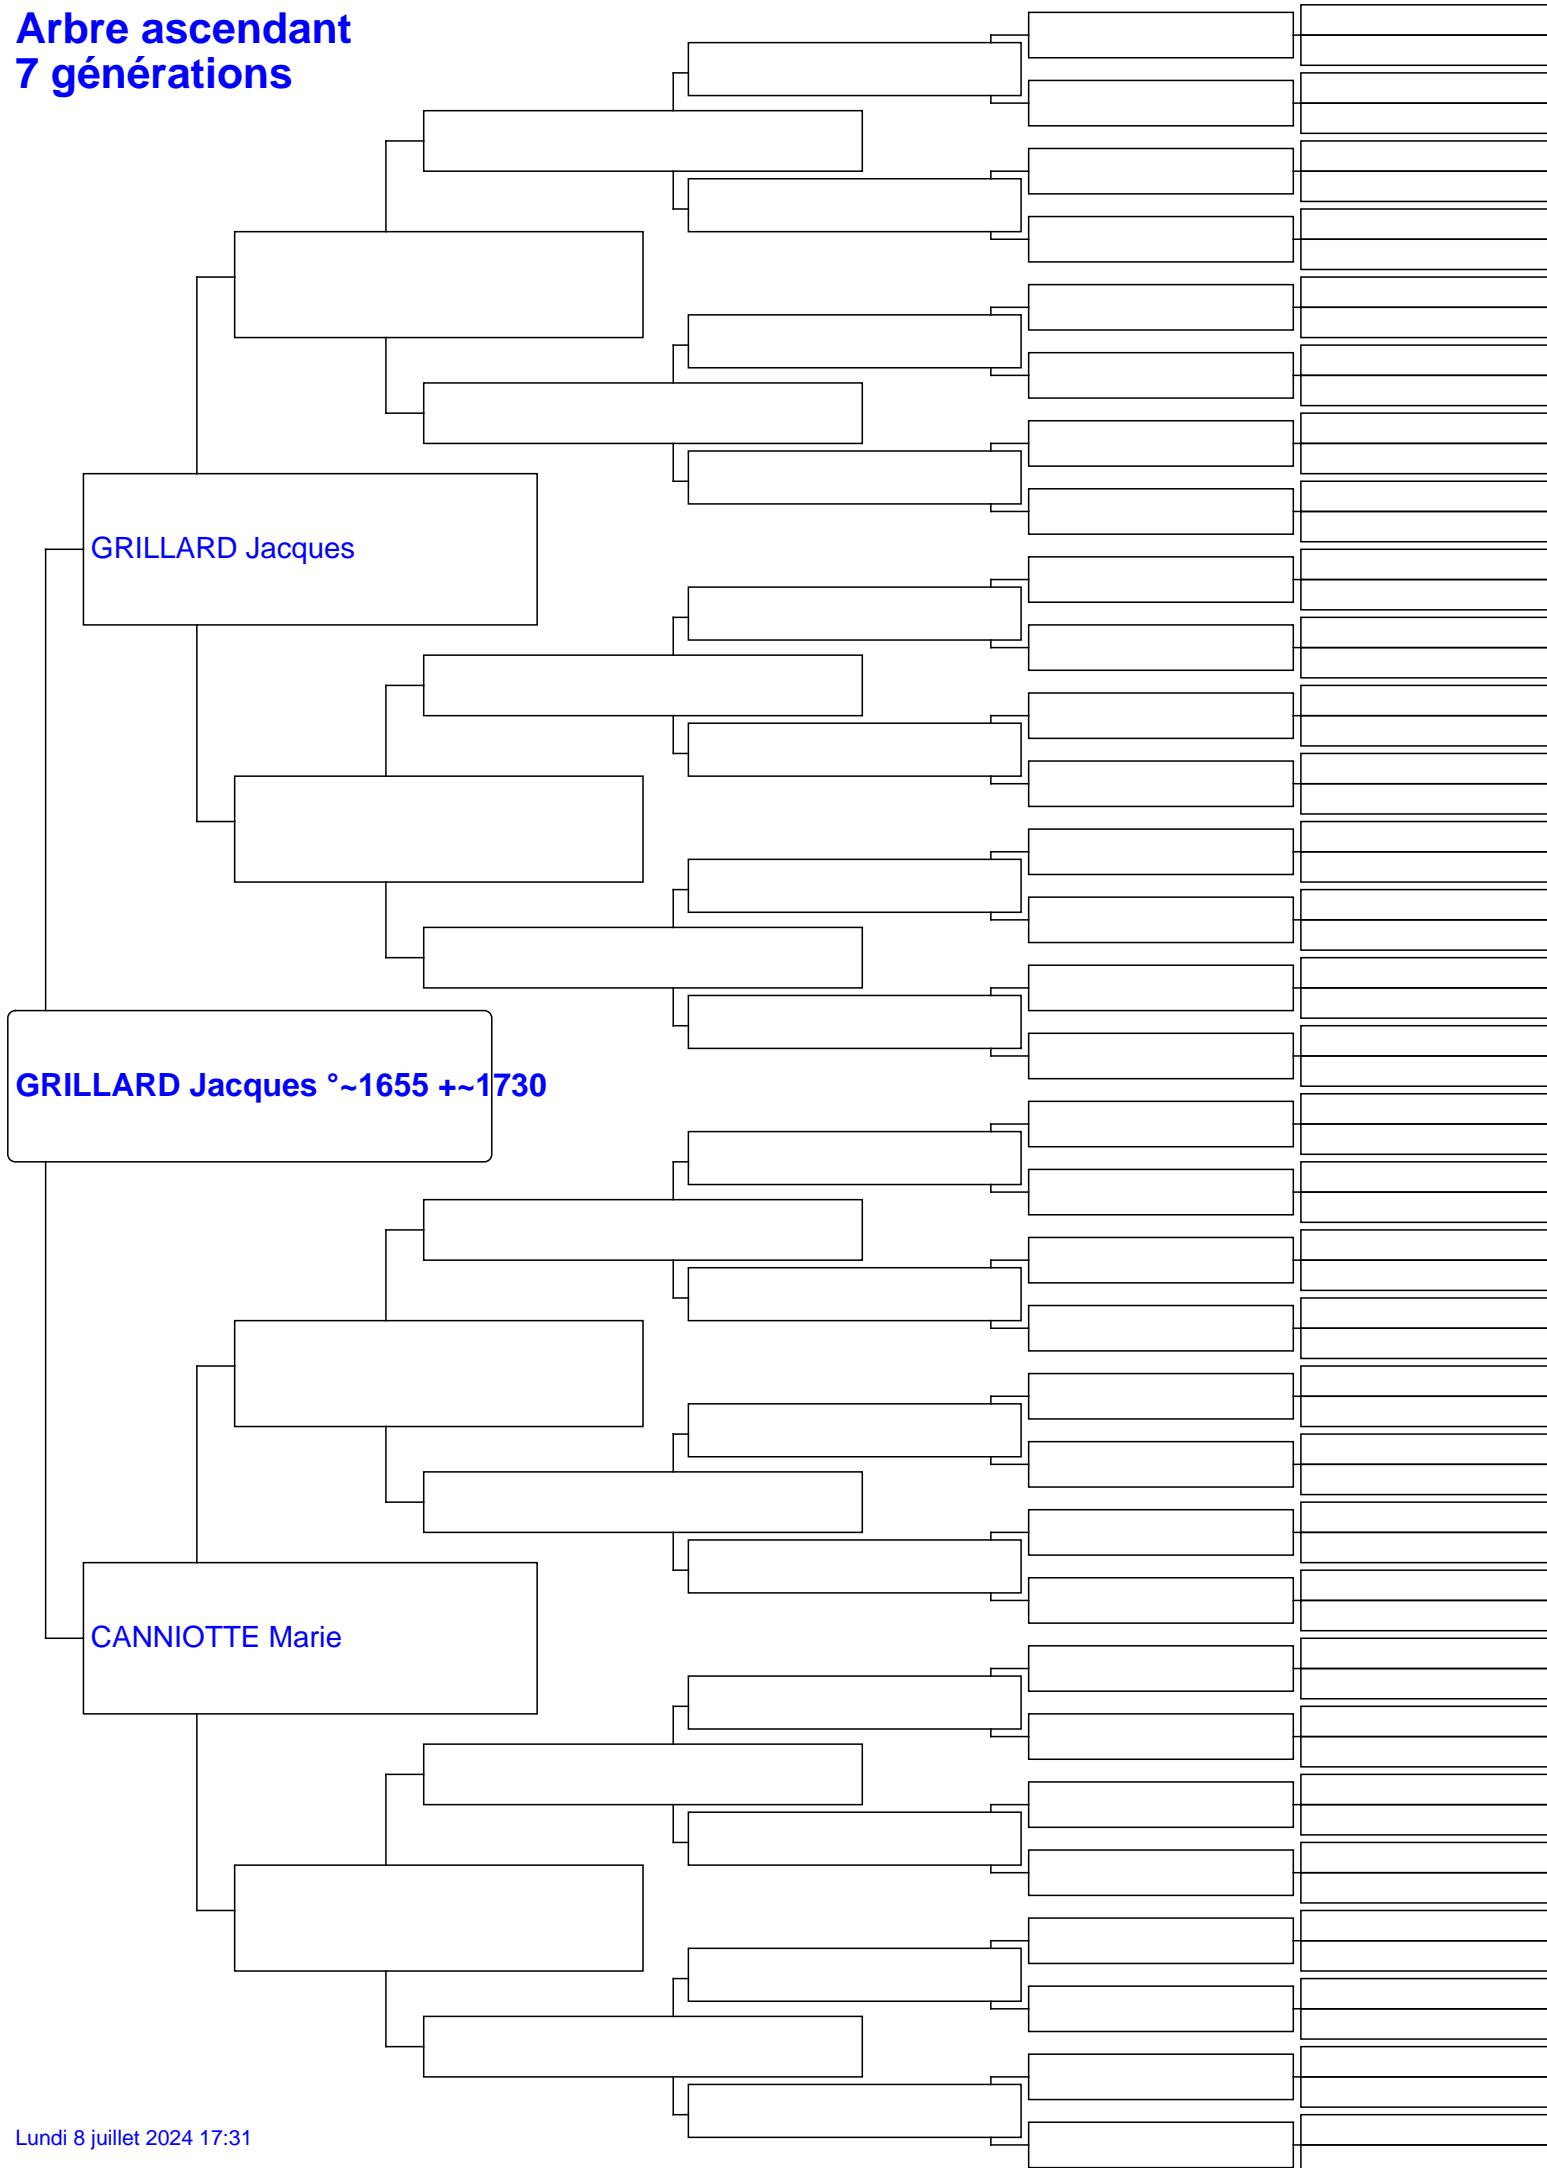 Arbre ascendant
7 générations
GRILLARD Jacques
GRILLARD Jacques °~1655 +~1730
CANNIOTTE Marie
Lundi 8 juillet 2024 17:31